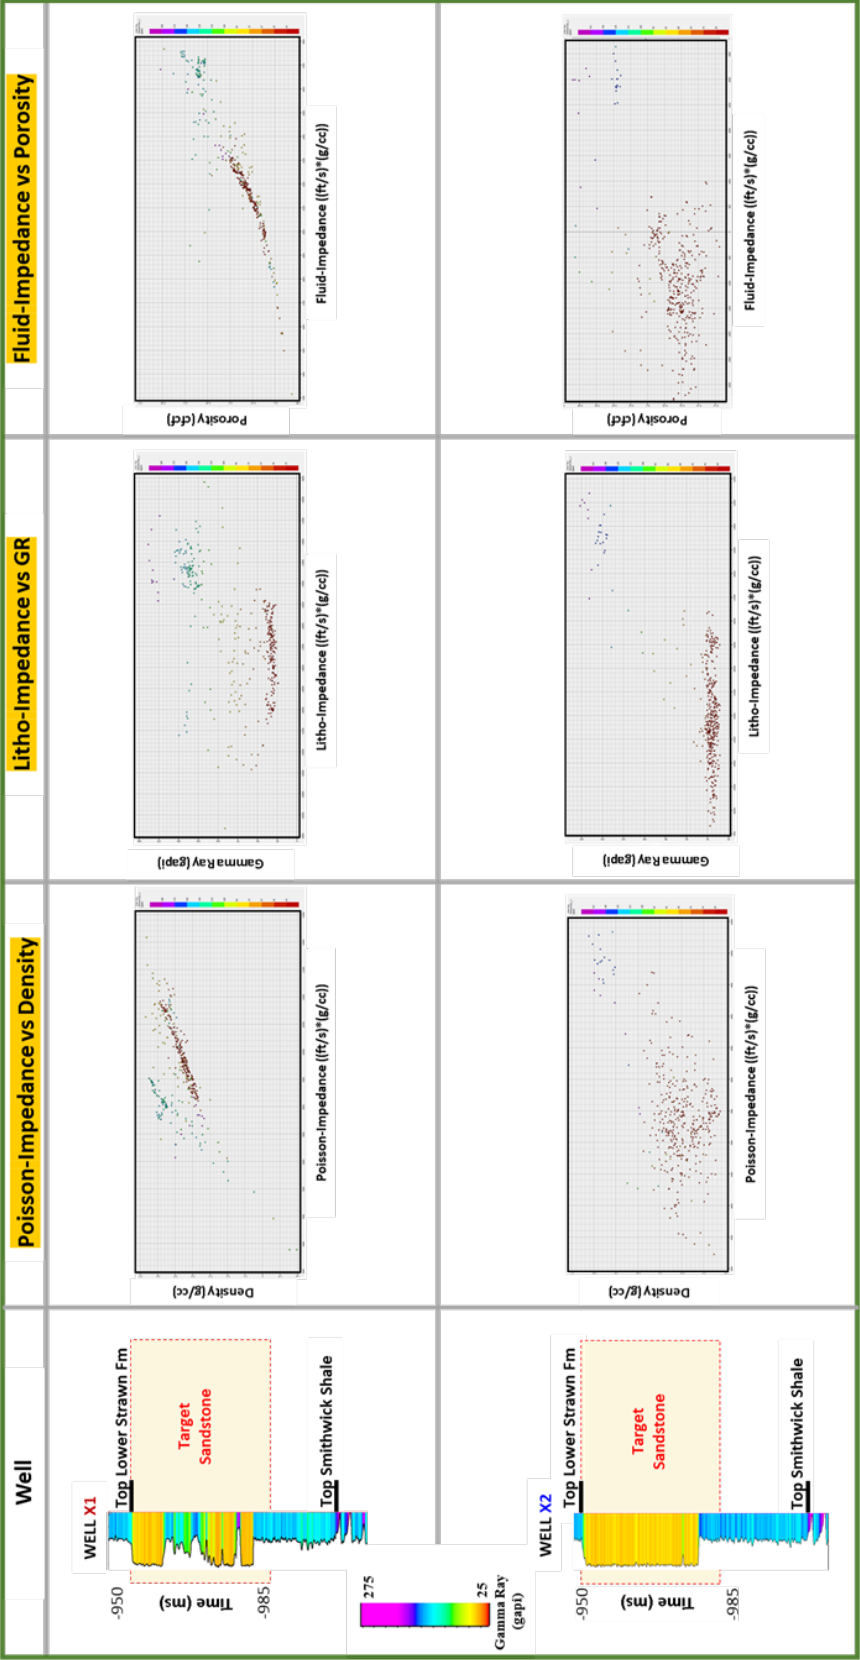 Well
Poisson-Impedance vs Density
Litho-Impedance vs GR
Fluid-Impedance vs Porosity
WELL X1
Top Lower Strawn Fm
Target
Sandstone
Top Smithwick Shale
-950
Time (ms)
-985
Density (g/cc)
Poisson-Impedance ((ft/s)*(g/cc))
Gamma Ray (gapi)
Litho-Impedance ((ft/s)*(g/cc))
Porosity (cfcf)
Fluid-Impedance ((ft/s)*(g/cc))
275
25
Gamma Ray
(gapi)
WELL X2
Top Lower Strawn Fm
Target
Sandstone
Top Smithwick Shale
-950
Time (ms)
-985
Density (g/cc)
Poisson-Impedance ((ft/s)*(g/cc))
Gamma Ray (gapi)
Litho-Impedance ((ft/s)*(g/cc))
Porosity (cfcf)
Fluid-Impedance ((ft/s)*(g/cc))